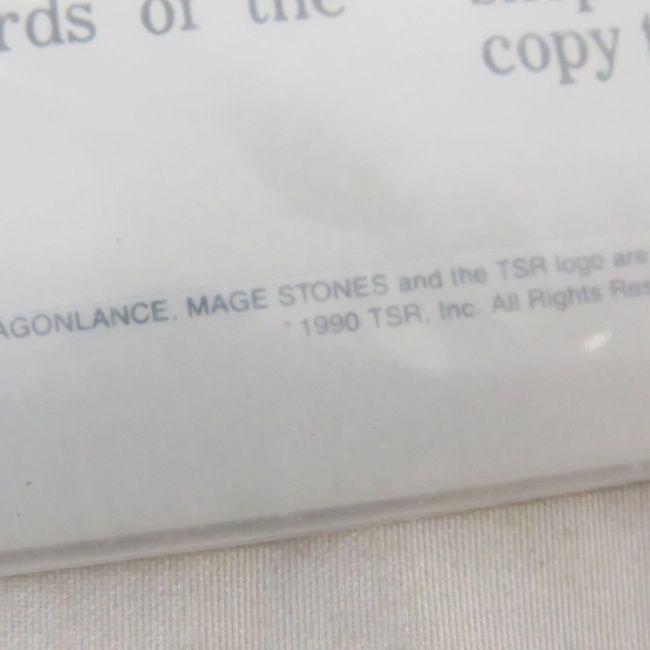 rds of the
copy
AGONLANCE, MAGE STONES and the TSR logo are
1990 TSR, Inc. All Rights Res